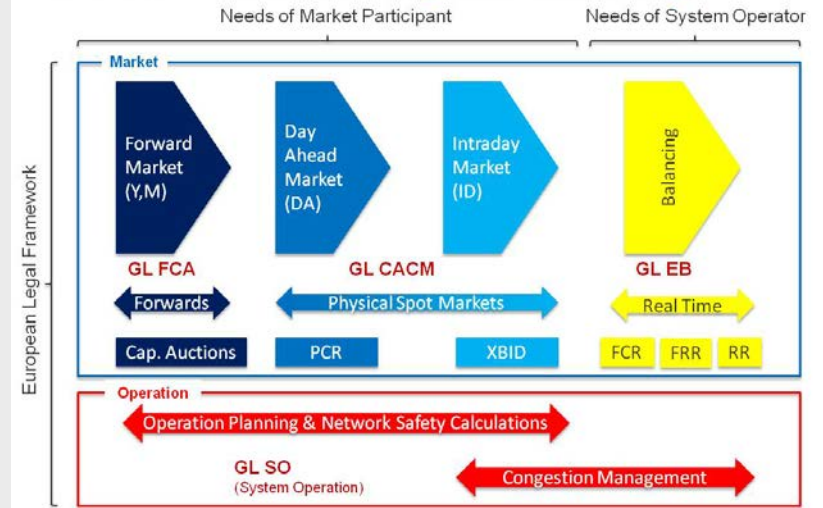 Needs of Market Participant
Needs of System Operator
European Legal Framework
Market
Forward
Market
(Y,M)
Day
Ahead
Market
(DA)
Intraday
Market
(ID)
Balancing
GL FCA
GL CACM
GL EB
Forwards
Physical Spot Markets
Real Time
Cap. Auctions
PCR
XBID
FCR
FRR
RR
Operation
Operation Planning & Network Safety Calculations
GL SO
(System Operation)
Congestion Management